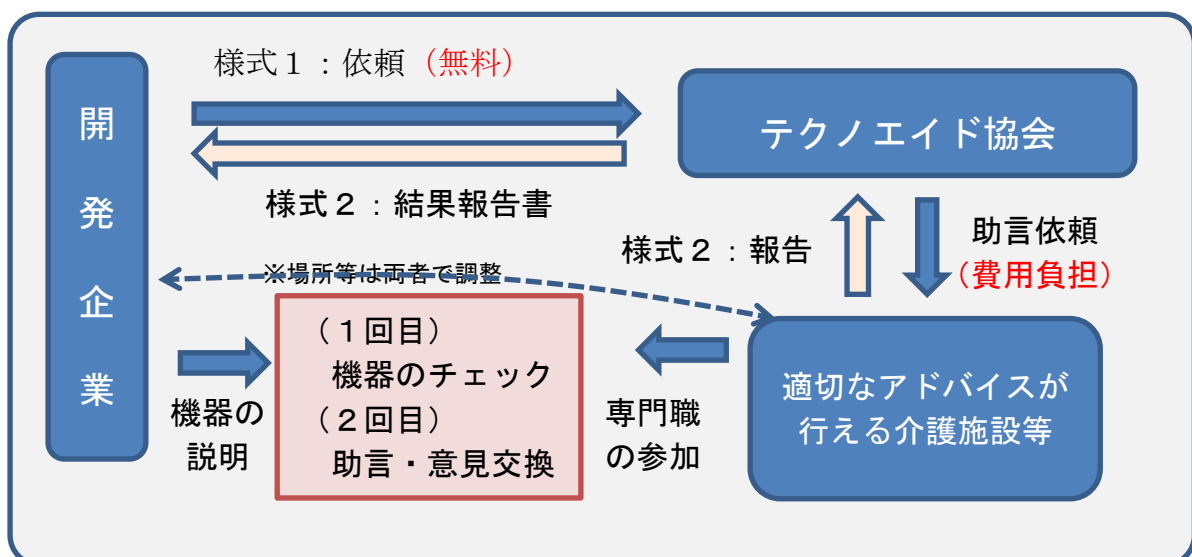 様式１：依頼（無料）
開発企業
テクノエイド協会
様式２：結果報告書
様式２：報告
助言依頼
（費用負担）
※場所等は両者で調整
（１回目）
機器のチェック
（２回目）
助言・意見交換
機器の
説明
専門職
の参加
適切なアドバイスが
行える介護施設等